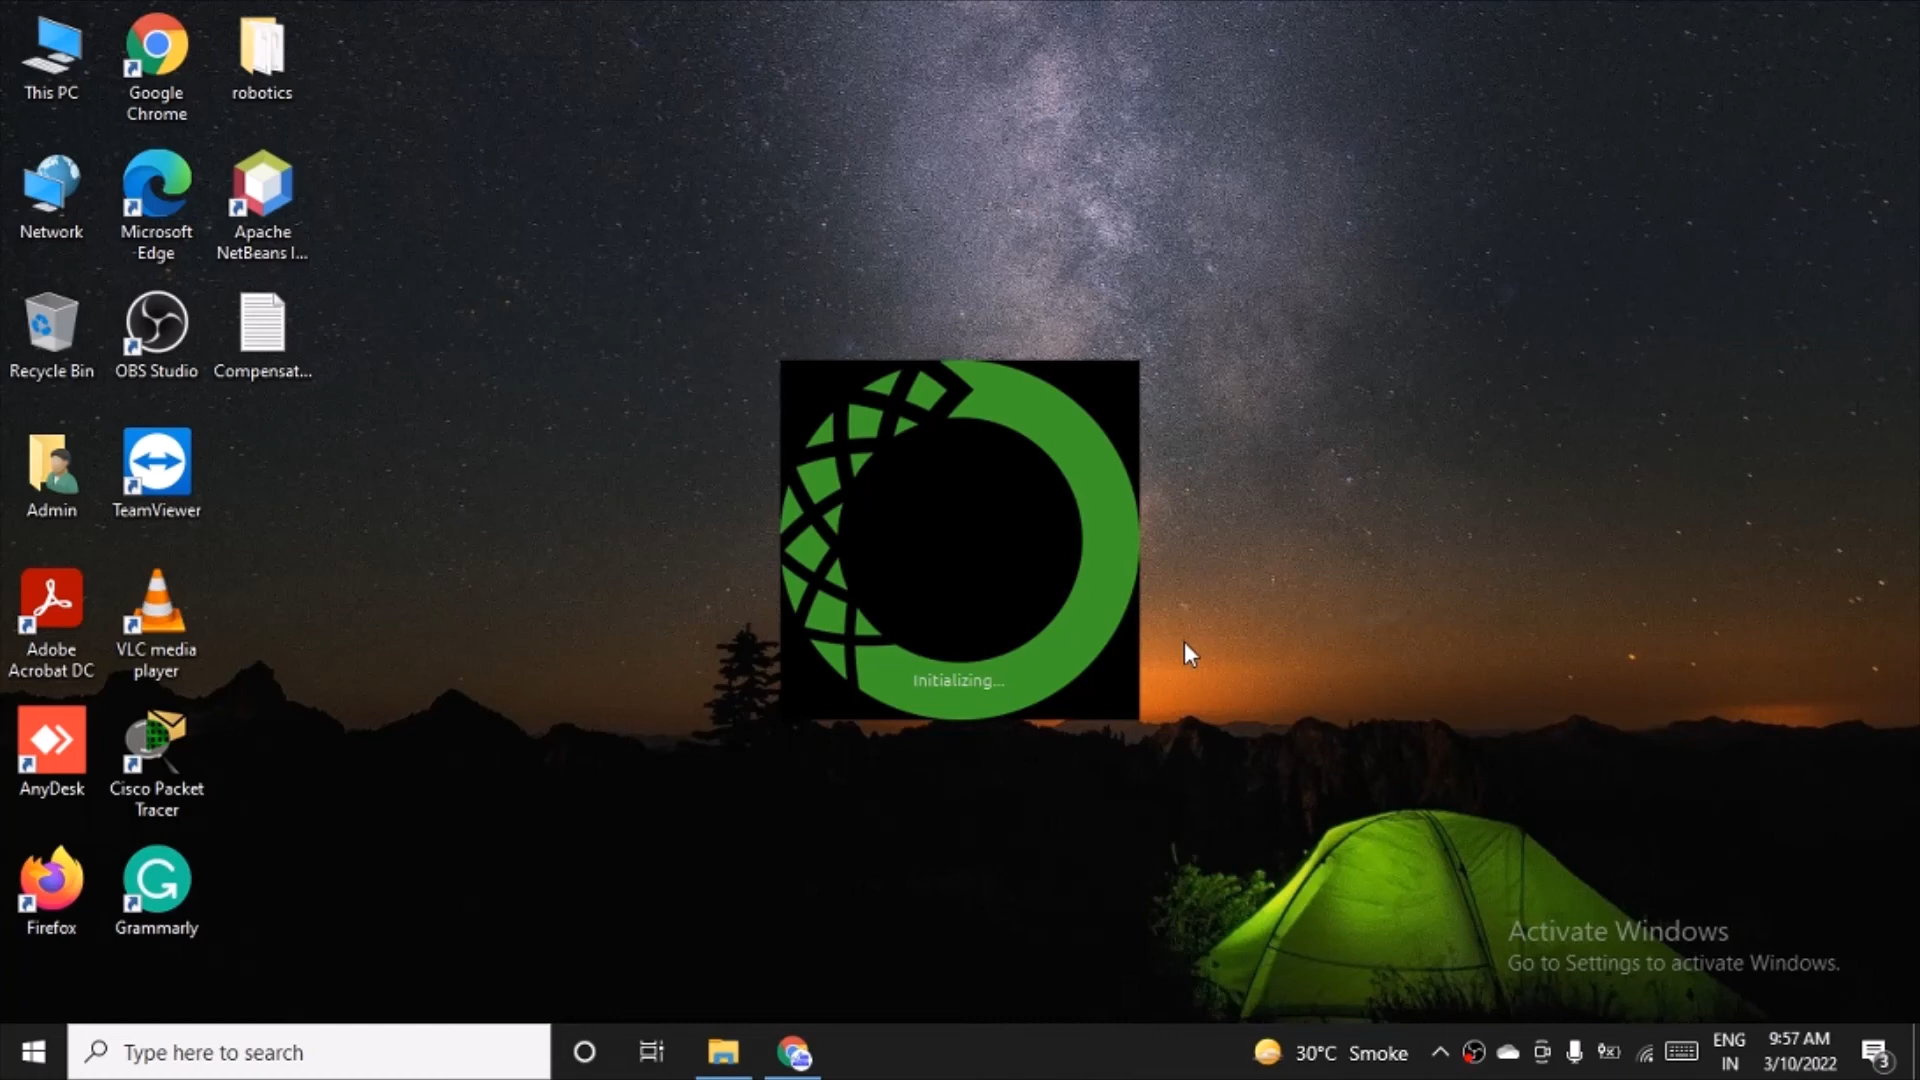 This PC
Google
Chrome
robotics
Network
Microsoft
Edge
Apache
NetBeans I...
Recycle Bin
OBS Studio
Compensat...
Admin
TeamViewer
Adobe
Acrobat DC
VLC media
player
AnyDesk
Cisco Packet
Tracer
Firefox
Grammarly
Initializing...
Activate Windows
Go to Settings to activate Windows.
Type here to search
30°C Smoke
ENG
IN
9:57 AM
3/10/2022
3